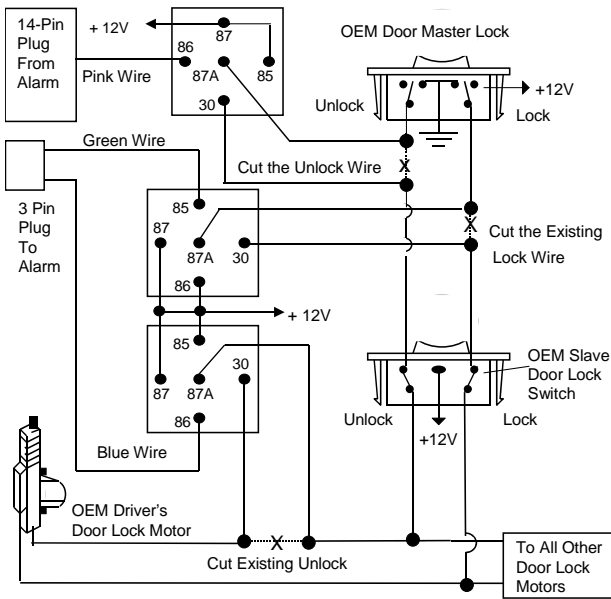 14-Pin
Plug
From
Alarm
+ 12V
87
86
87A
85
30
Pink Wire
OEM Door Master Lock
+12V
Unlock
Lock
Green Wire
Cut the Unlock Wire
X
3 Pin
Plug
To
Alarm
85
87
87A
30
86
X
Cut the Existing
Lock Wire
+ 12V
85
30
87
87A
86
OEM Slave
Door Lock
Switch
Unlock
Lock
+12V
Blue Wire
OEM Driver's
Door Lock Motor
X
Cut Existing Unlock
To All Other
Door Lock
Motors